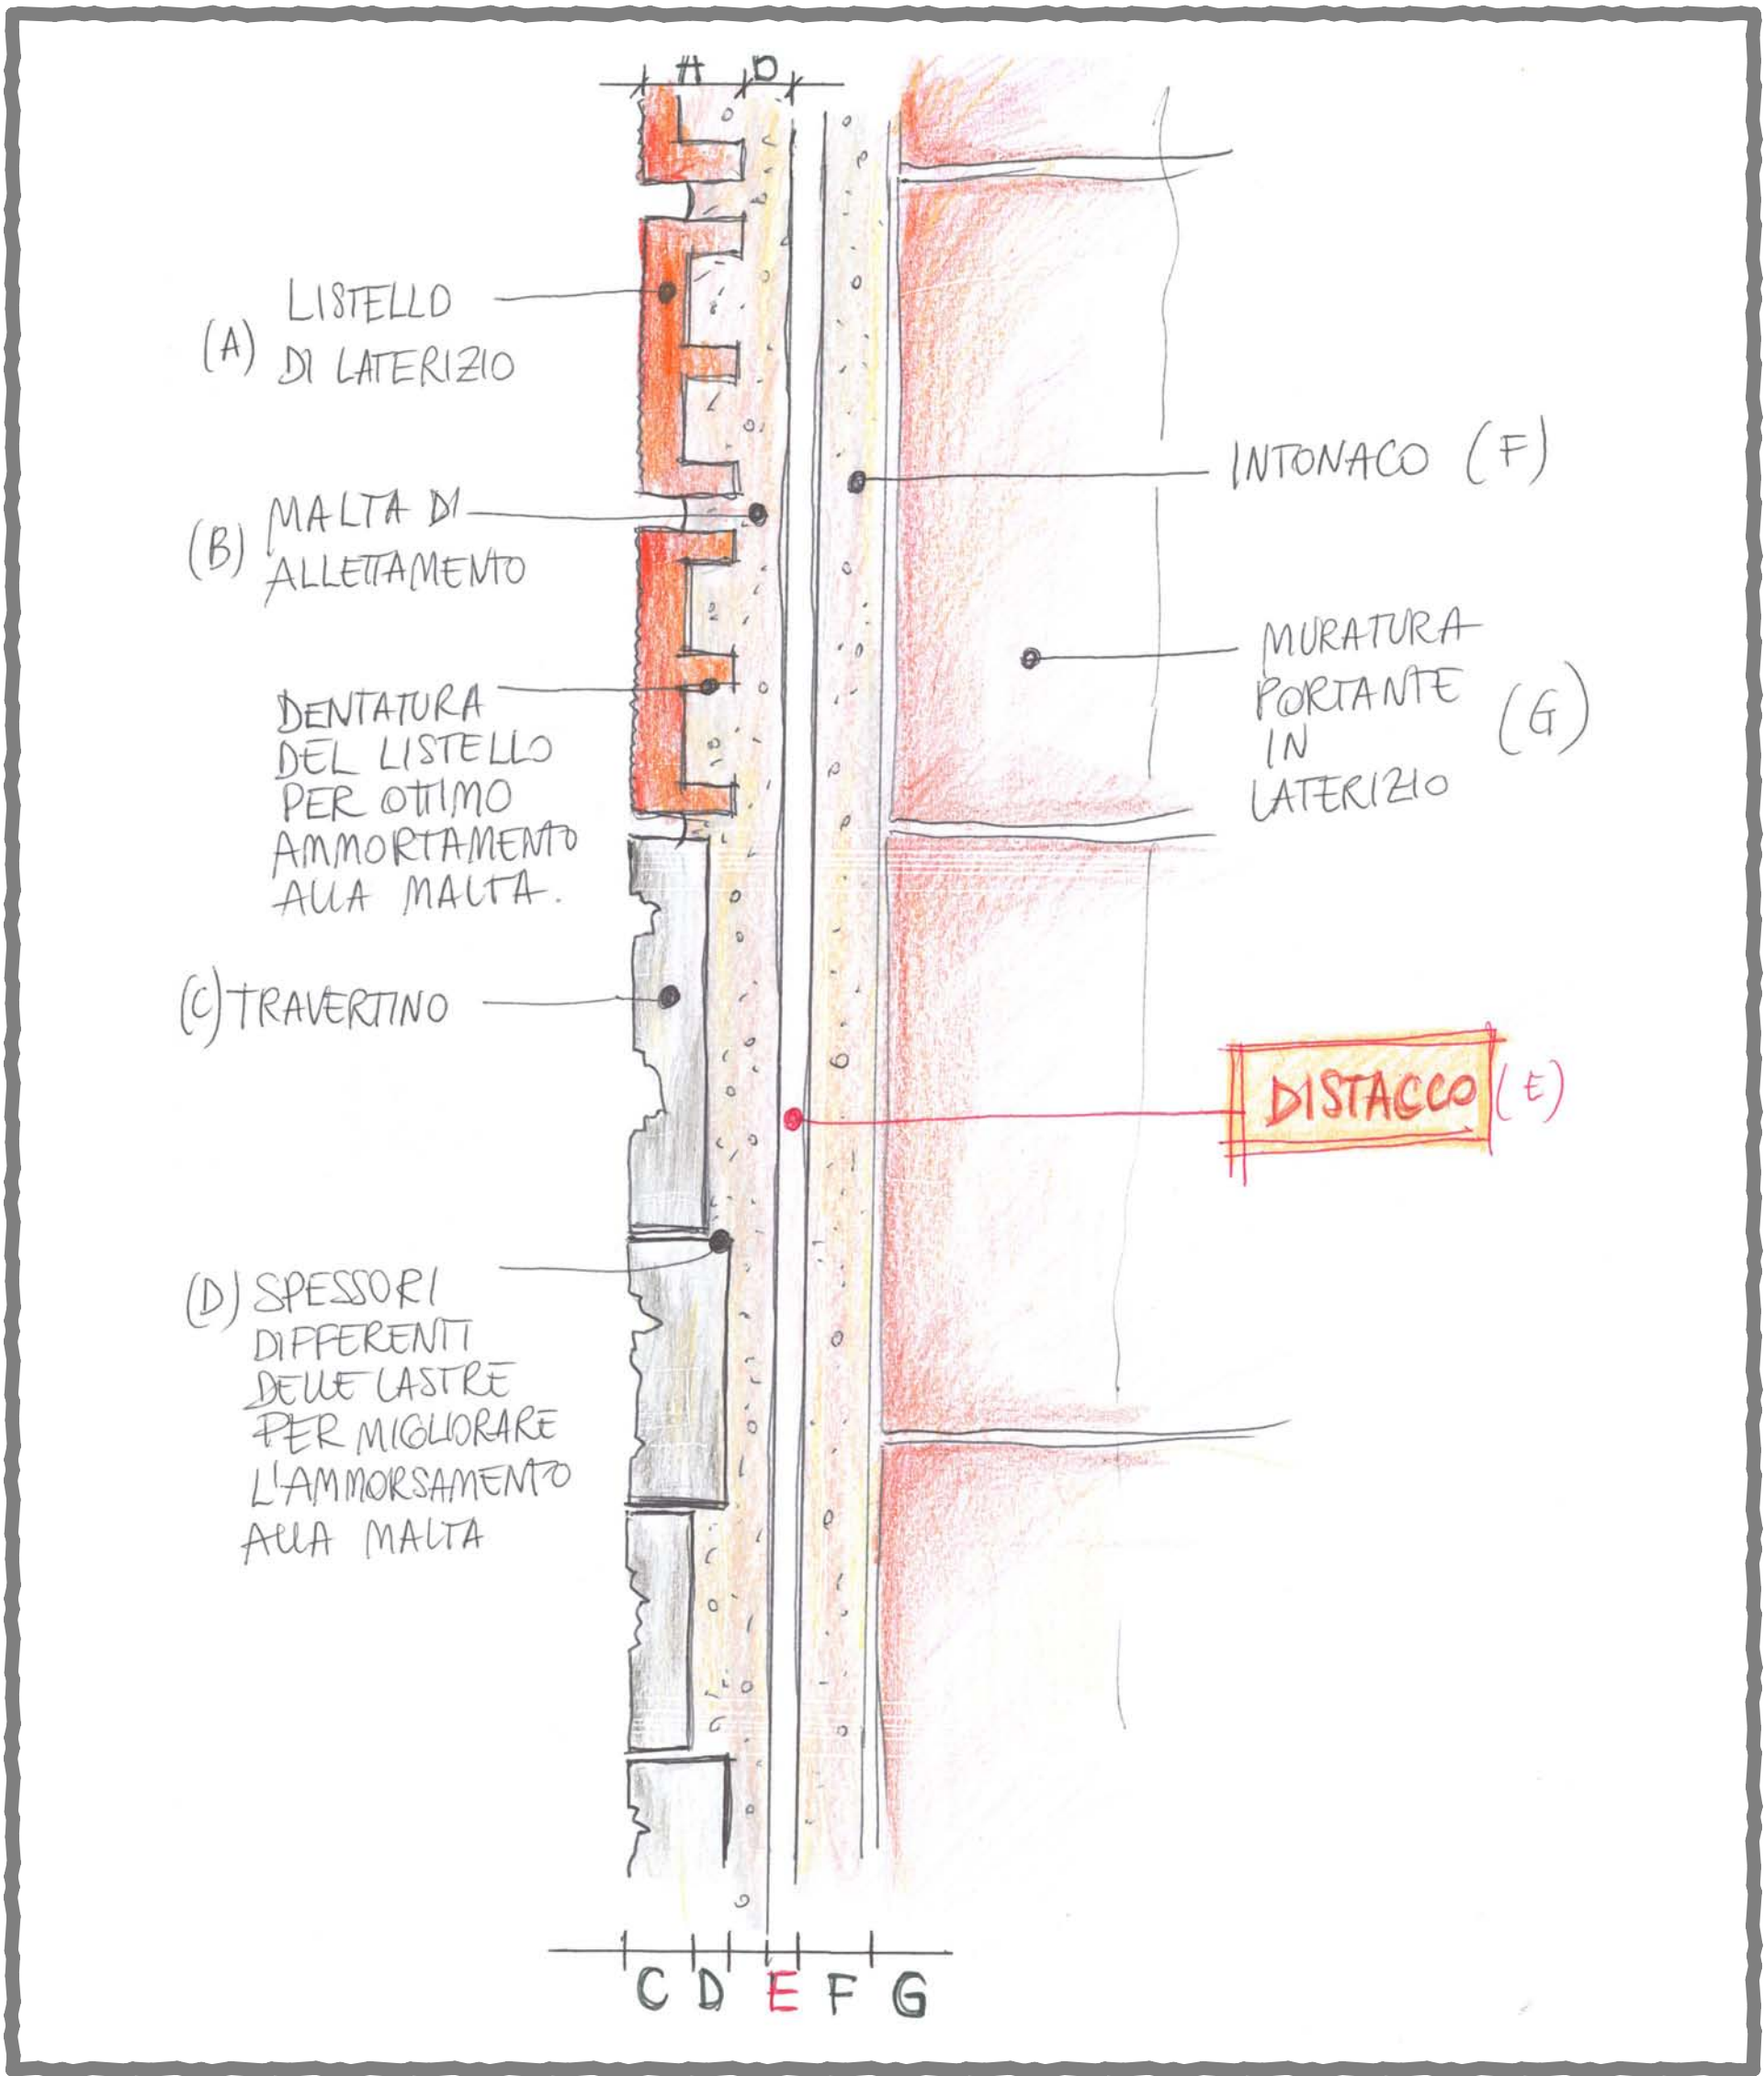 A B
LISTELLO
(A) DI LATERIZIO
(B) MALTA DI
ALLETTAMENTO
DENTATURA
DEL LISTELLO
PER OTTIMO
AMMORTAMENTO
ALLA MALTA.
(C) TRAVERTINO
(D) SPESSORI
DIFFERENTI
DELLE LASTRE
PER MIGLIORARE
L'AMMORSAMENTO
ALLA MALTA
INTONACO (F)
MURATURA
PORTANTE
IN (G)
LATERIZIO
DISTACCO (E)
C D E F G